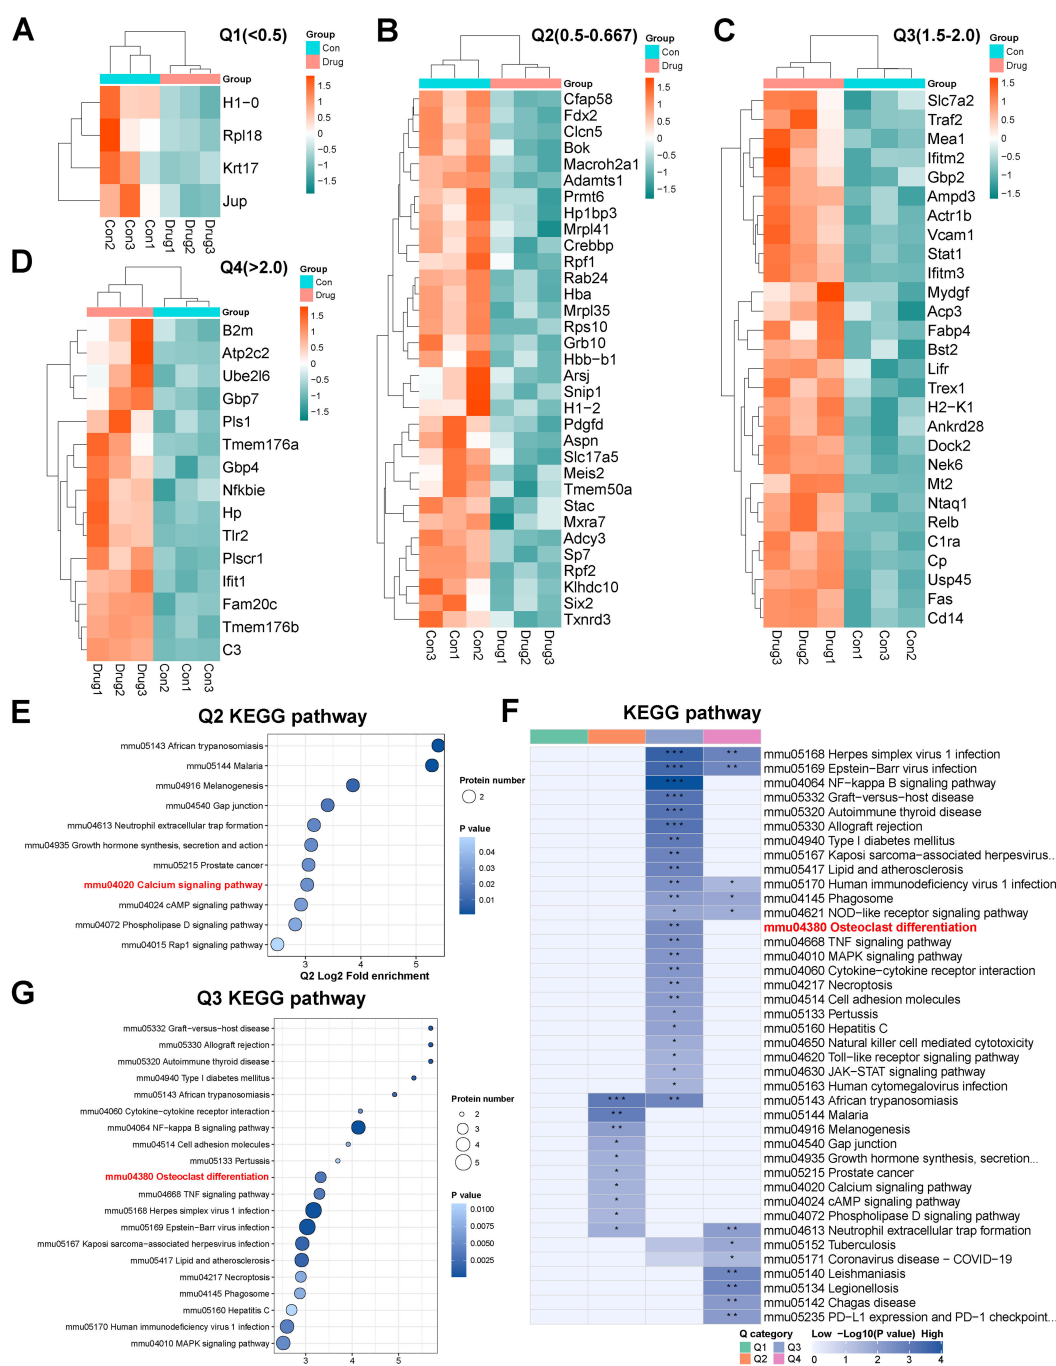 A
Q1(<0.5)
Group
Con
Drug
Group
1.5
1
0.5
0
−0.5
−1
−1.5
H1−0
Rpl18
Krt17
Jup
Con2
Con3
Con1
Drug1
Drug2
Drug3
B
Q2(0.5-0.667)
Group
Con
Drug
Group
1.5
1
0.5
0
−0.5
−1
−1.5
Cfap58
Fdx2
Clcn5
Bok
Macroh2a1
Adamts1
Prmt6
Hp1bp3
Mrpl41
Crebbp
Rpf1
Rab24
Hba
Mrpl35
Rps10
Grb10
Hbb−b1
Arsj
Snip1
H1−2
Pdgfd
Aspn
Slc17a5
Meis2
Tmem50a
Stac
Mxra7
Adcy3
Sp7
Rpf2
Klhdc10
Six2
Txnrd3
Con3
Con1
Con2
Drug1
Drug2
Drug3
C
Q3(1.5-2.0)
Group
Con
Drug
Group
1.5
1
0.5
0
−0.5
−1
−1.5
Slc7a2
Traf2
Mea1
Ifitm2
Gbp2
Ampd3
Actr1b
Vcam1
Stat1
Ifitm3
Mydgf
Acp3
Fabp4
Bst2
Lifr
Trex1
H2−K1
Ankrd28
Dock2
Nek6
Mt2
Ntaq1
Relb
C1ra
Cp
Usp45
Fas
Cd14
Drug3
Drug2
Drug1
Con1
Con3
Con2
D
Q4(>2.0)
Group
Con
Drug
Group
1.5
1
0.5
0
−0.5
−1
−1.5
B2m
Atp2c2
Ube2l6
Gbp7
Pls1
Tmem176a
Gbp4
Nfkbie
Hp
Tlr2
Plscr1
Ifit1
Fam20c
Tmem176b
C3
Drug1
Drug2
Drug3
Con2
Con1
Con3
E
Q2 KEGG pathway
mmu05143 African trypanosomiasis
mmu05144 Malaria
mmu04916 Melanogenesis
mmu04540 Gap junction
mmu04613 Neutrophil extracellular trap formation
mmu04935 Growth hormone synthesis, secretion and action
mmu05215 Prostate cancer
mmu04020 Calcium signaling pathway
mmu04024 cAMP signaling pathway
mmu04072 Phospholipase D signaling pathway
mmu04015 Rap1 signaling pathway
3 4 5
Q2 Log2 Fold enrichment
Protein number
2
P value
0.04
0.03
0.02
0.01
F
KEGG pathway
*** ** mmu05168 Herpes simplex virus 1 infection
*** ** mmu05169 Epstein−Barr virus infection
*** mmu04064 NF−kappa B signaling pathway
*** mmu05332 Graft−versus−host disease
*** mmu05320 Autoimmune thyroid disease
*** mmu05330 Allograft rejection
** mmu04940 Type I diabetes mellitus
** mmu05167 Kaposi sarcoma−associated herpesvirus...
** mmu05417 Lipid and atherosclerosis
** * mmu05170 Human immunodeficiency virus 1 infection
** * mmu04145 Phagosome
* * mmu04621 NOD−like receptor signaling pathway
** mmu04380 Osteoclast differentiation
** mmu04668 TNF signaling pathway
** mmu04010 MAPK signaling pathway
** mmu04060 Cytokine−cytokine receptor interaction
** mmu04217 Necroptosis
** mmu04514 Cell adhesion molecules
* mmu05133 Pertussis
* mmu05160 Hepatitis C
* mmu04650 Natural killer cell mediated cytotoxicity
* mmu04620 Toll−like receptor signaling pathway
* mmu04630 JAK−STAT signaling pathway
* mmu05163 Human cytomegalovirus infection
*** ** mmu05143 African trypanosomiasis
** mmu05144 Malaria
** mmu04916 Melanogenesis
* mmu04540 Gap junction
* mmu04935 Growth hormone synthesis, secretion...
* mmu05215 Prostate cancer
* mmu04020 Calcium signaling pathway
* mmu04024 cAMP signaling pathway
* mmu04072 Phospholipase D signaling pathway
* ** mmu04613 Neutrophil extracellular trap formation
* mmu05152 Tuberculosis
* mmu05171 Coronavirus disease − COVID−19
** mmu05140 Leishmaniasis
** mmu05134 Legionellosis
** mmu05142 Chagas disease
** mmu05235 PD−L1 expression and PD−1 checkpoint...
Q category
Q1 Q3
Q2 Q4
Low −Log10(P value) High
0 1 2 3 4
G
Q3 KEGG pathway
mmu05332 Graft−versus−host disease
mmu05330 Allograft rejection
mmu05320 Autoimmune thyroid disease
mmu04940 Type I diabetes mellitus
mmu05143 African trypanosomiasis
mmu04060 Cytokine−cytokine receptor interaction
mmu04064 NF−kappa B signaling pathway
mmu04514 Cell adhesion molecules
mmu05133 Pertussis
mmu04380 Osteoclast differentiation
mmu04668 TNF signaling pathway
mmu05168 Herpes simplex virus 1 infection
mmu05169 Epstein−Barr virus infection
mmu05167 Kaposi sarcoma−associated herpesvirus infection
mmu05417 Lipid and atherosclerosis
mmu04217 Necroptosis
mmu04145 Phagosome
mmu05160 Hepatitis C
mmu05170 Human immunodeficiency virus 1 infection
mmu04010 MAPK signaling pathway
3 4 5
Protein number
2
3
4
5
P value
0.0100
0.0075
0.0050
0.0025